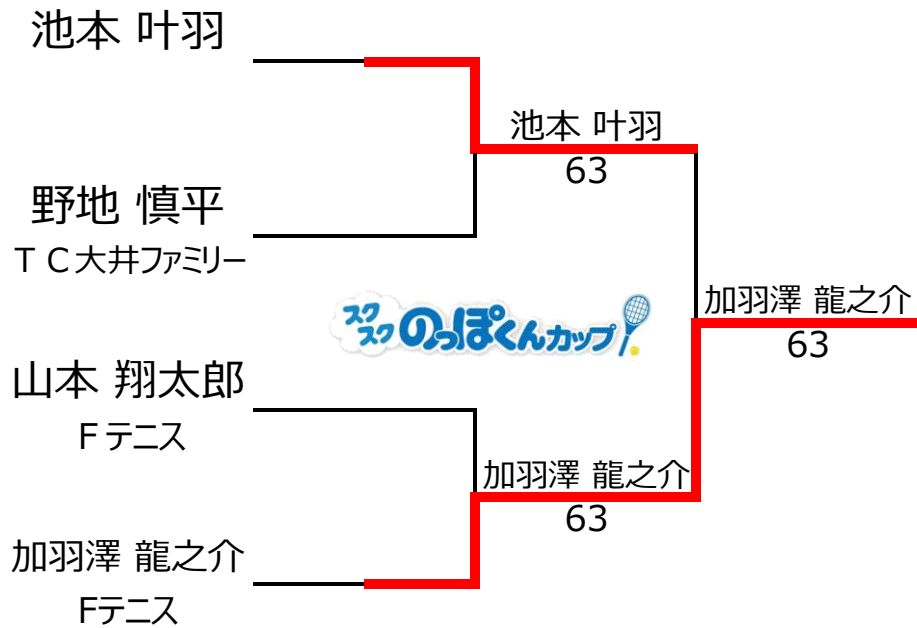 池本 叶羽
池本 叶羽
63
野地 慎平
ＴＣ大井ファミリー
スクスク のっぽくんカップ
加羽澤 龍之介
63
山本 翔太郎
Ｆテニス
加羽澤 龍之介
63
加羽澤 龍之介
Fテニス